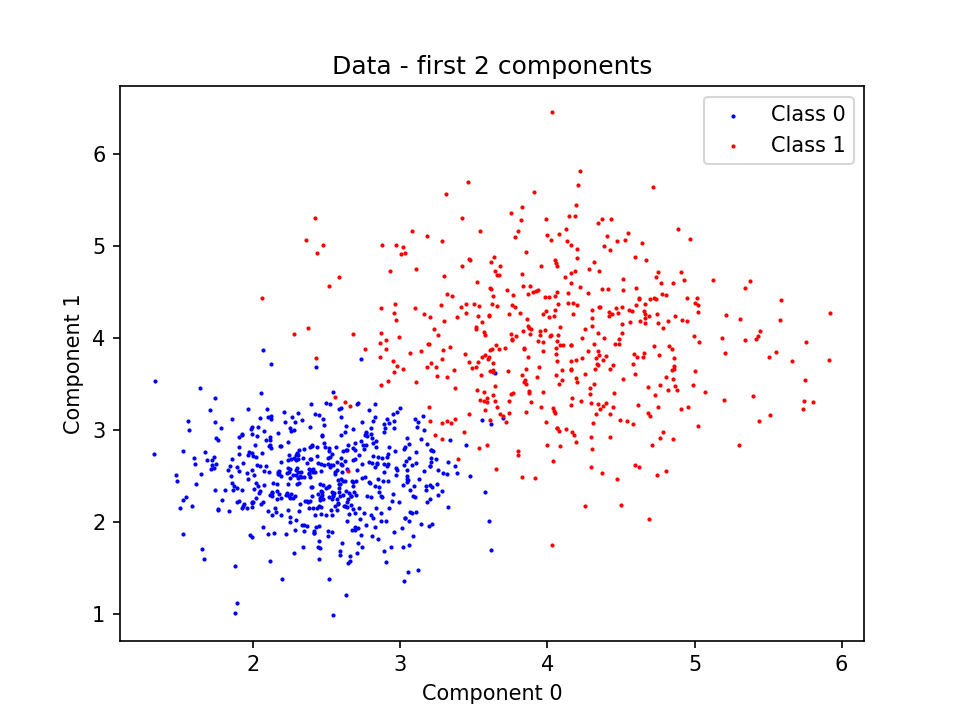 Data - first 2 components
Class 0
Class 1
6
5
4
3
2
1
Component 1
2 3 4 5 6
Component 0